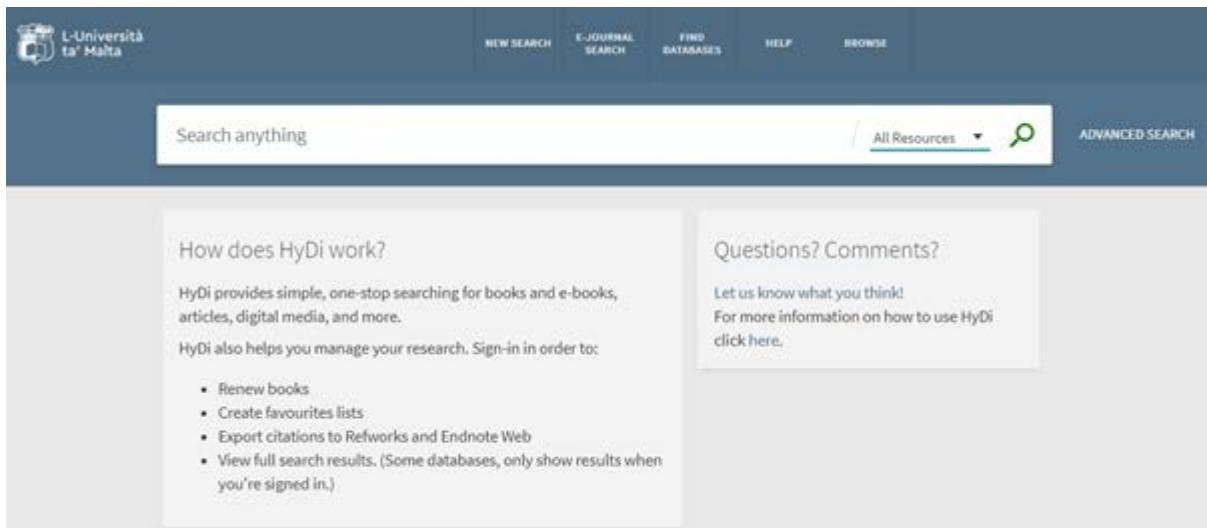 L-Università
ta' Malta
NEW SEARCH
E-JOURNAL
SEARCH
FIND
DATABASES
HELP
BROWSE
Search anything
All Resources
ADVANCED SEARCH
How does HyDi work?
HyDi provides simple, one-stop searching for books and e-books,
articles, digital media, and more.
HyDi also helps you manage your research. Sign-in in order to:
• Renew books
• Create favourites lists
• Export citations to Refworks and Endnote Web
• View full search results. (Some databases, only show results when
you're signed in.)
Questions? Comments?
Let us know what you think!
For more information on how to use HyDi
click here.